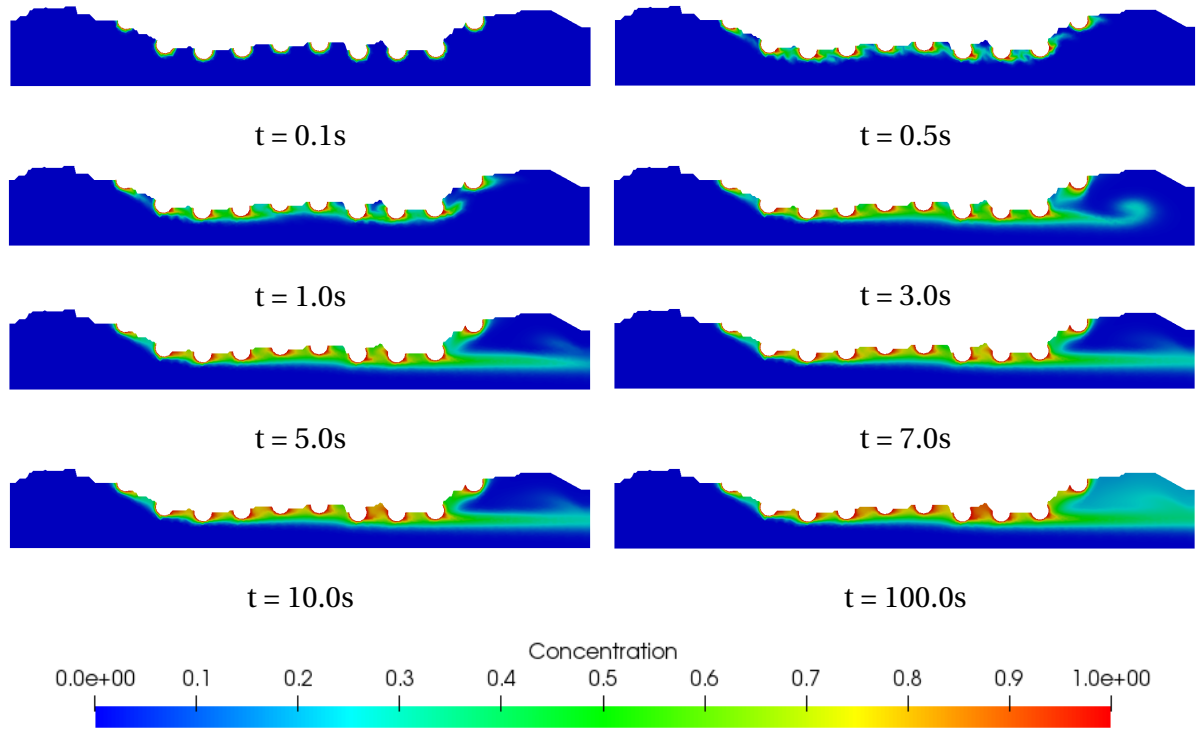 t = 0.1s
t = 0.5s
t = 1.0s
t = 3.0s
t = 5.0s
t = 7.0s
t = 10.0s
t = 100.0s
Concentration
0.0e+00 0.1 0.2 0.3 0.4 0.5 0.6 0.7 0.8 0.9 1.0e+00